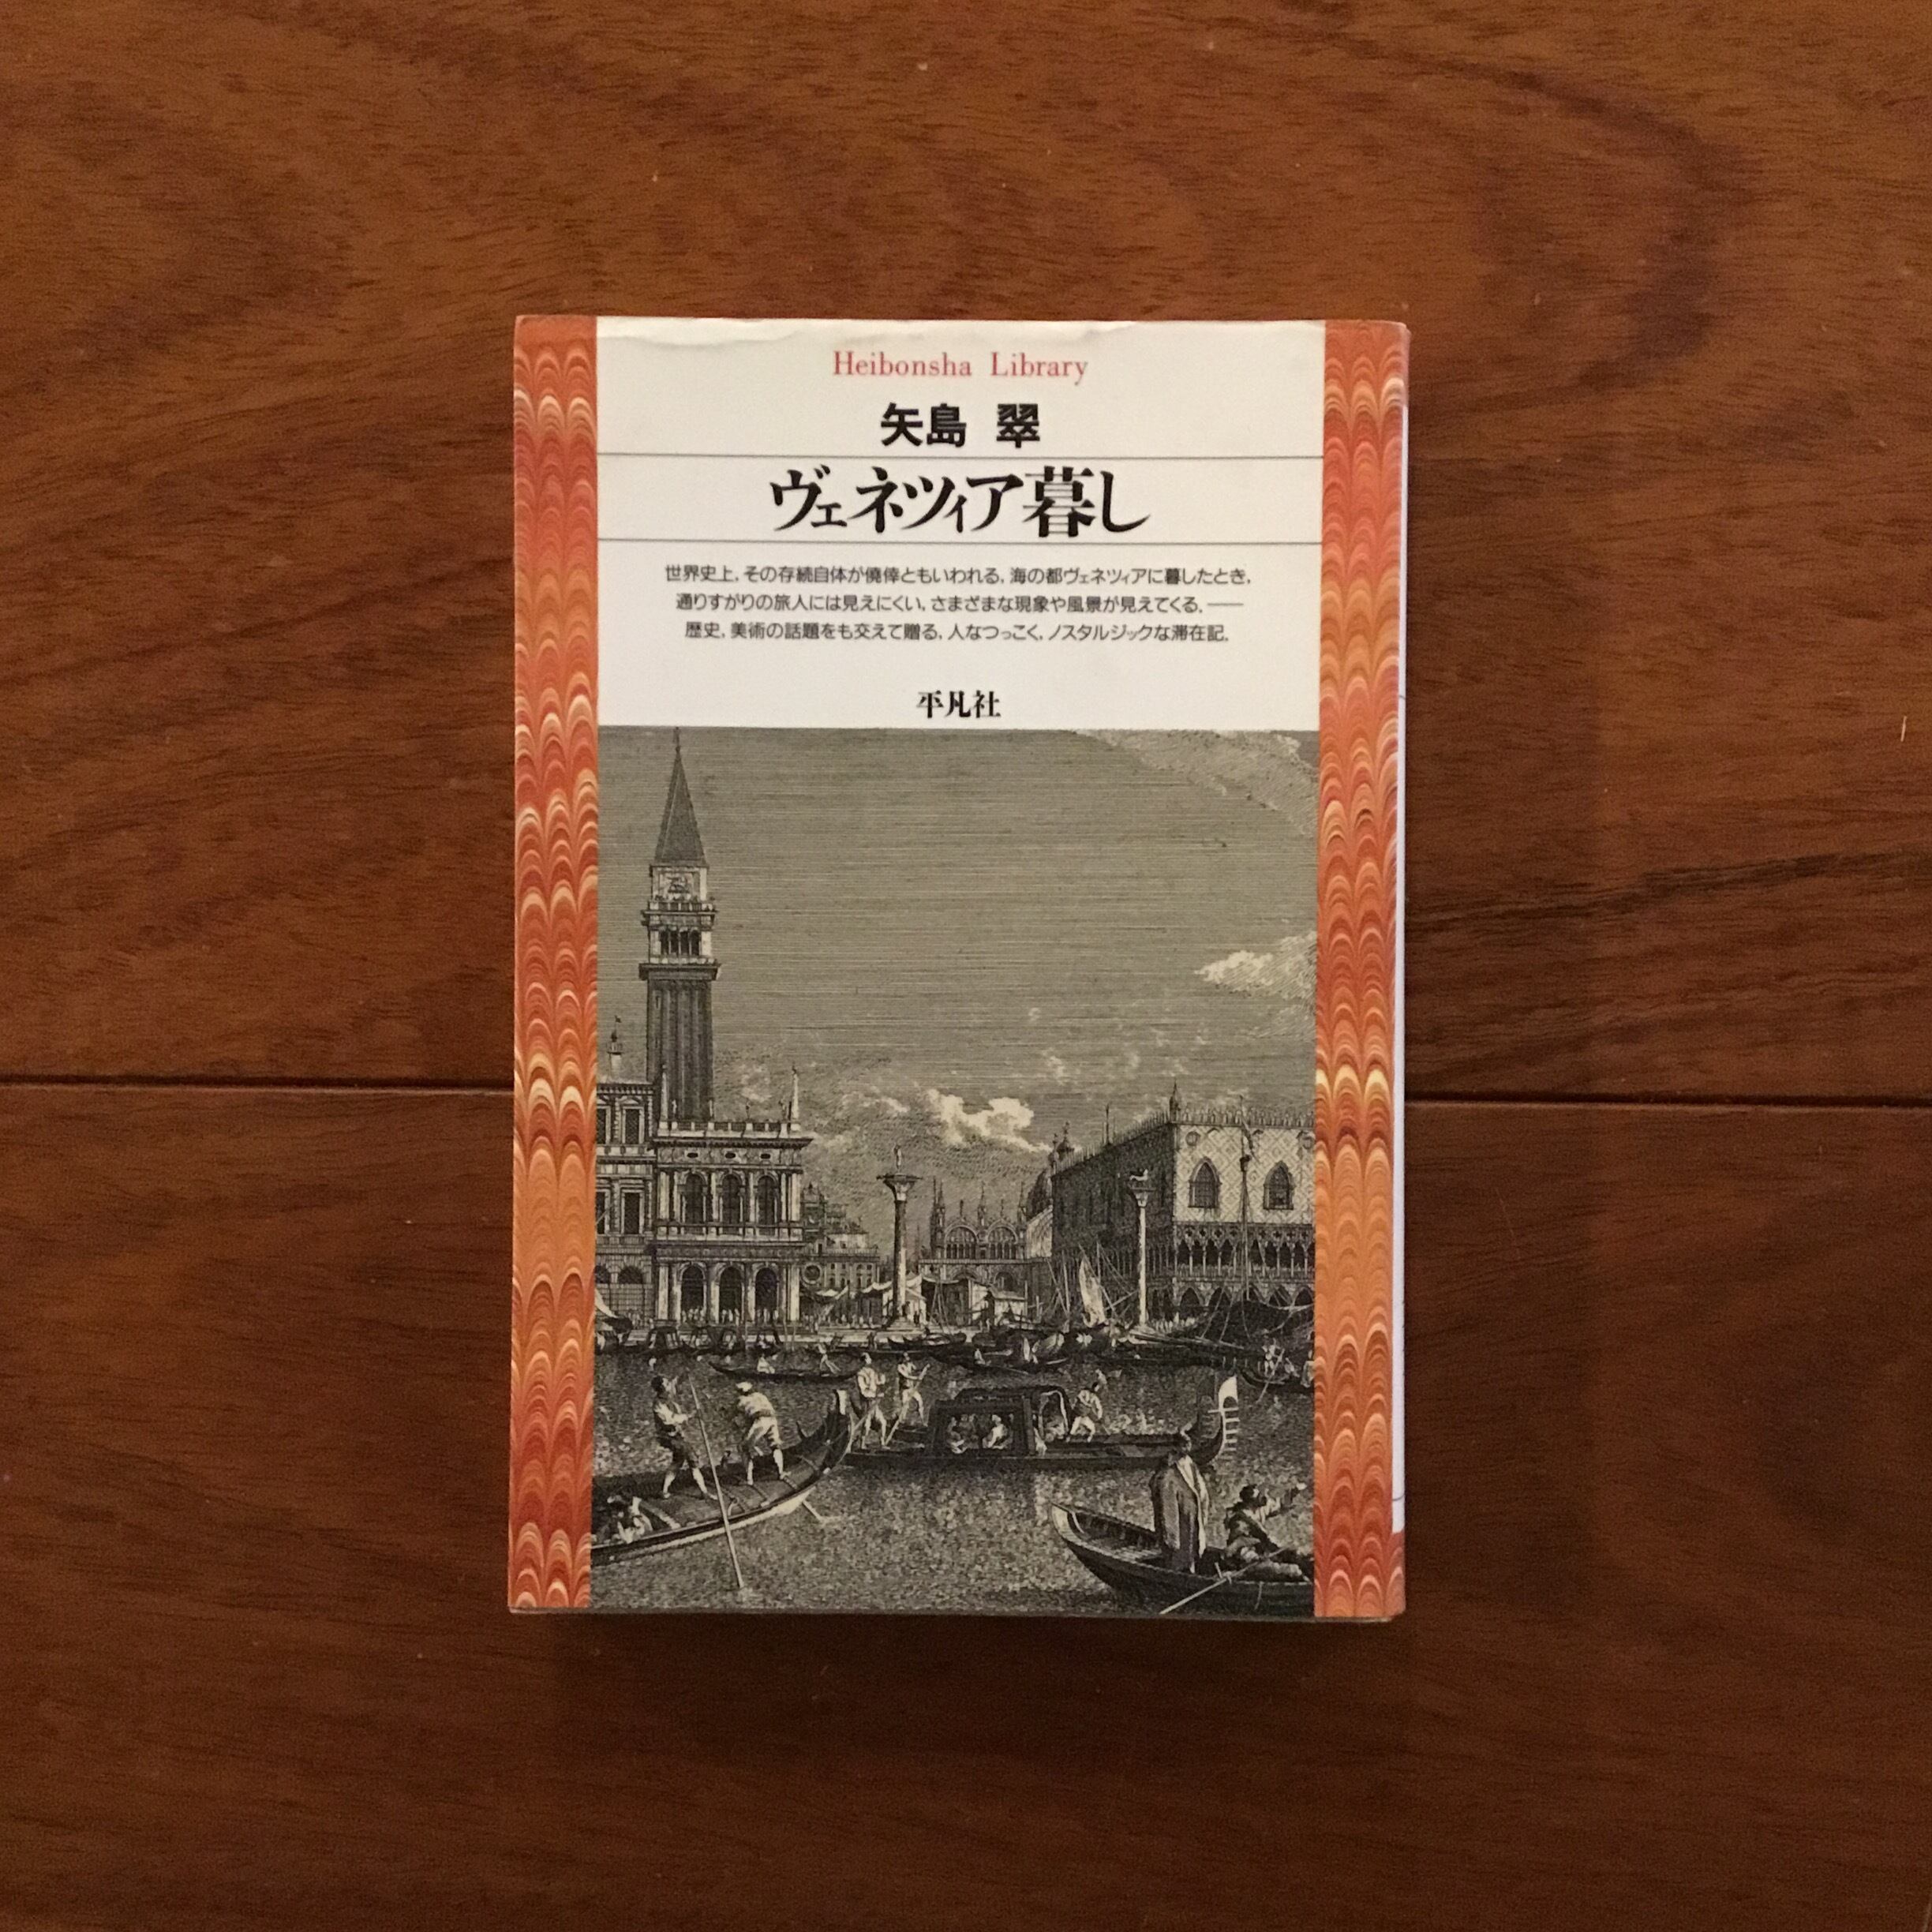 Heibonsha Library
矢島 翠
ヴェネツィア暮し
世界史上，その存続自体が僥倖ともいわれる，海の都ヴェネツィアに暮したとき，
通りすがりの旅人には見えにくい，さまざまな現象や風景が見えてくる．——
歴史，美術の話題をも交えて贈る，人なつっこく，ノスタルジックな滞在記．
平凡社